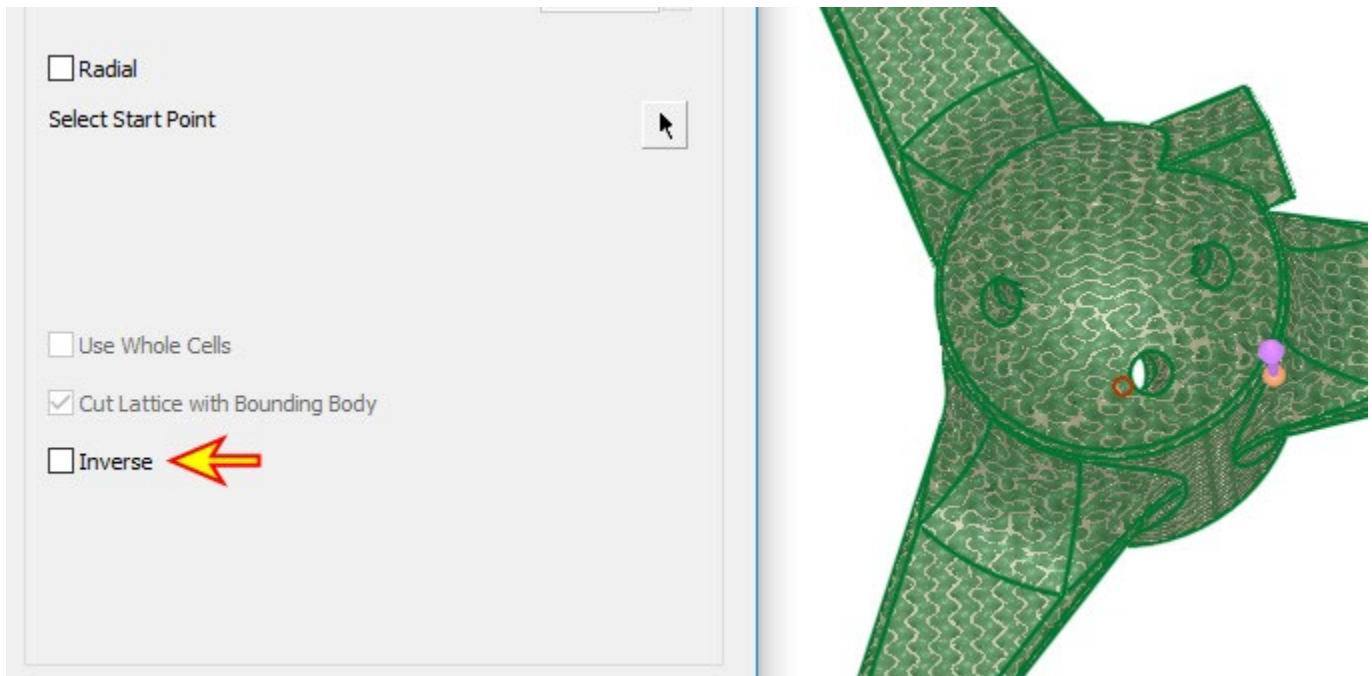 Radial
Select Start Point
Use Whole Cells
Cut Lattice with Bounding Body
Inverse